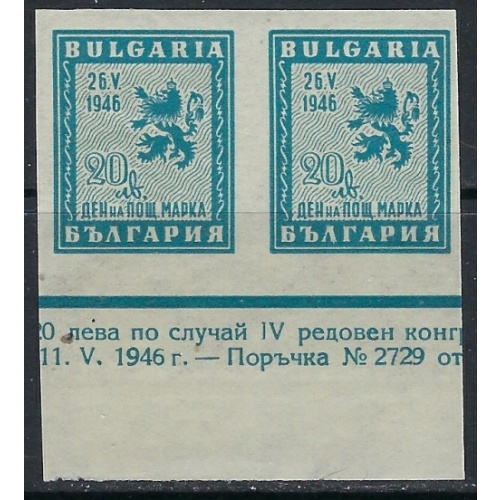 BULGARIA
26.V.
1946
20
лв
ДЕН НА ПОЩ. МАРКА
БЪЛГАРИЯ
BULGARIA
26.V.
1946
20
лв
ДЕН НА ПОЩ. МАРКА
БЪЛГАРИЯ
20 лева по случай IV редовен конгр
11. V. 1946 г. — Поръчка № 2729 от